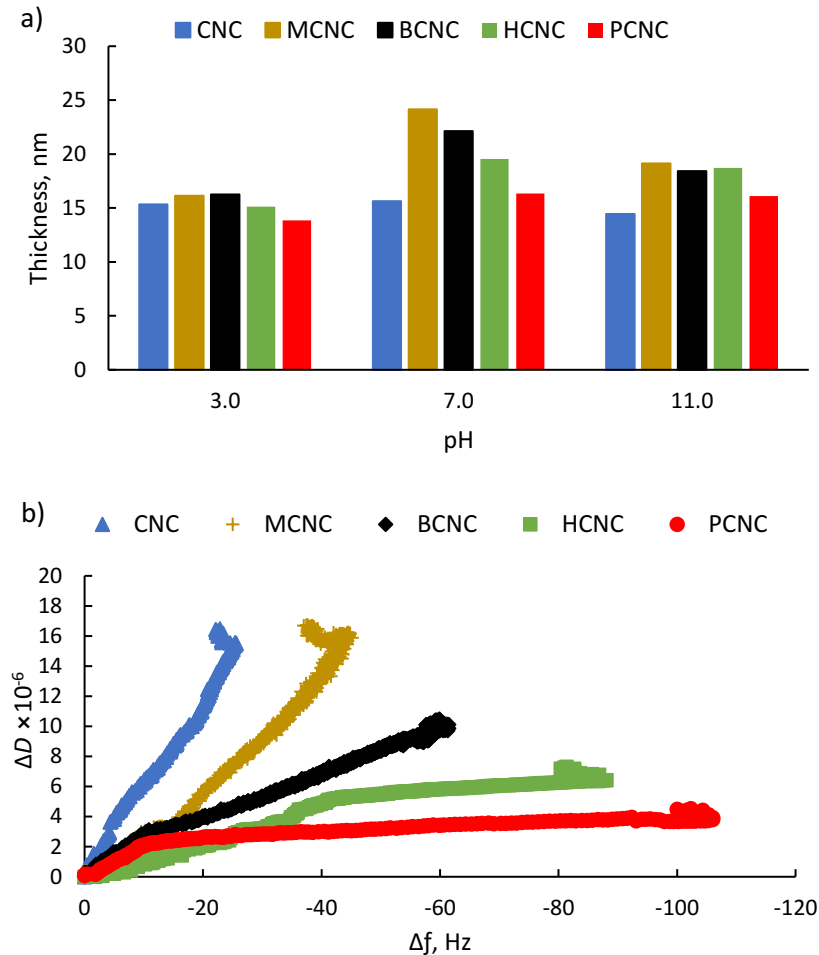 a)
CNC MCNC BCNC HCNC PCNC
30
25
20
15
10
5
0
Thickness, nm
3.0 7.0 11.0
pH
b)
CNC MCNC BCNC HCNC PCNC
20
18
16
14
12
10
8
6
4
2
0
ΔD ×10⁻⁶
0 -20 -40 -60 -80 -100 -120
Δƒ, Hz